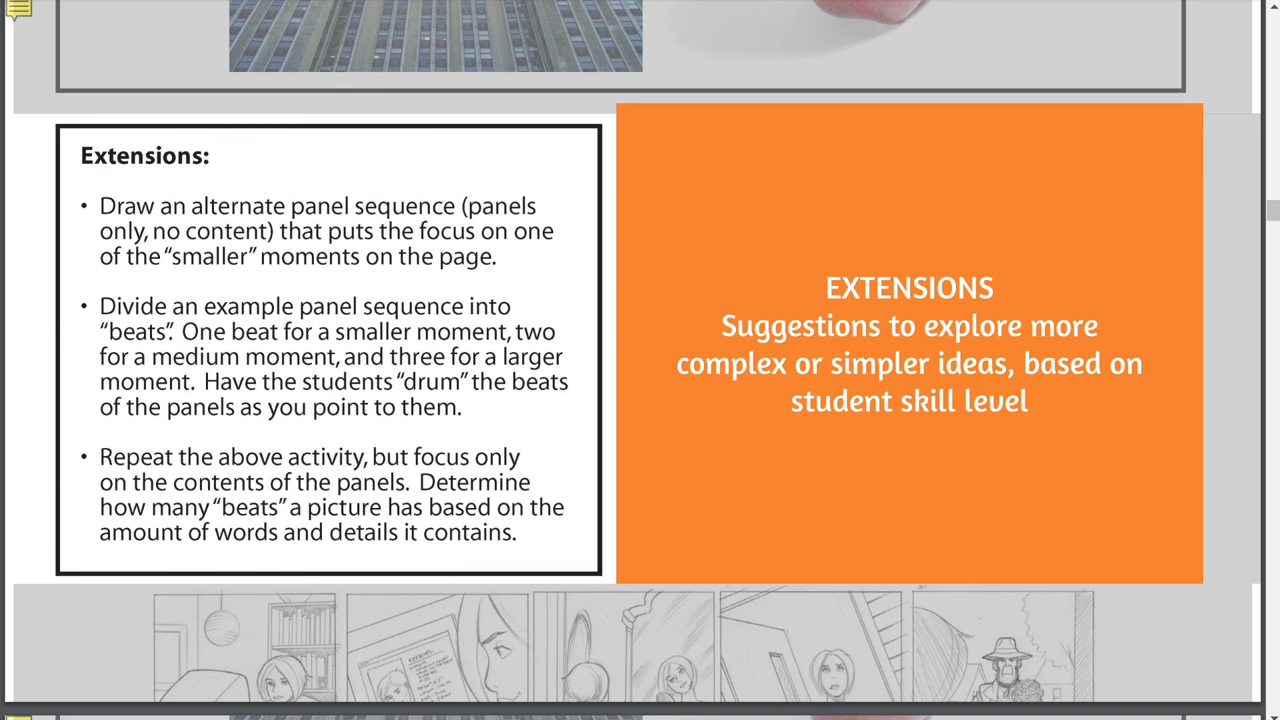 Extensions:
• Draw an alternate panel sequence (panels
only, no content) that puts the focus on one
of the “smaller” moments on the page.
• Divide an example panel sequence into
“beats”. One beat for a smaller moment, two
for a medium moment, and three for a larger
moment. Have the students “drum” the beats
of the panels as you point to them.
• Repeat the above activity, but focus only
on the contents of the panels. Determine
how many “beats” a picture has based on the
amount of words and details it contains.
EXTENSIONS
Suggestions to explore more
complex or simpler ideas, based on
student skill level